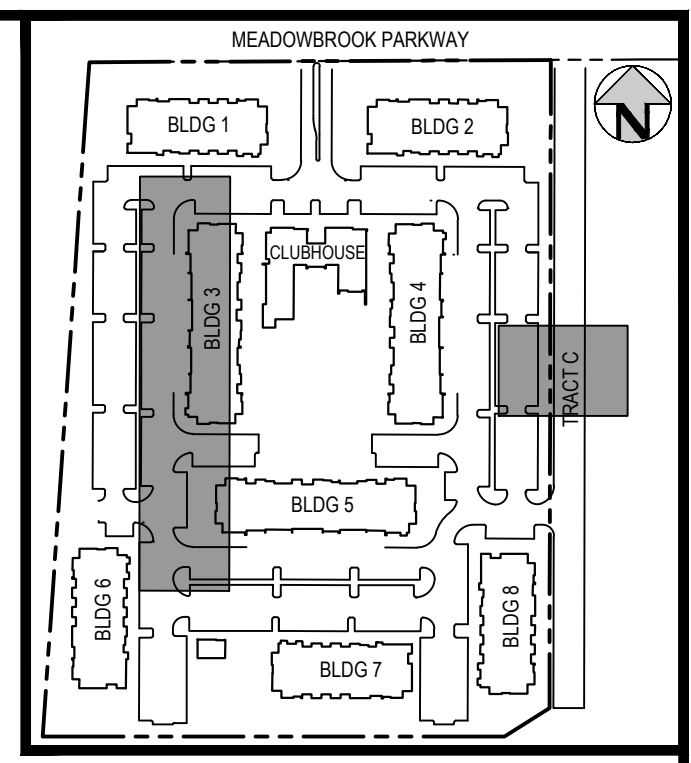 MEADOWBROOK PARKWAY
N
BLDG 1
BLDG 2
CLUBHOUSE
BLDG 3
BLDG 4
TRACT C
BLDG 5
BLDG 6
BLDG 8
BLDG 7